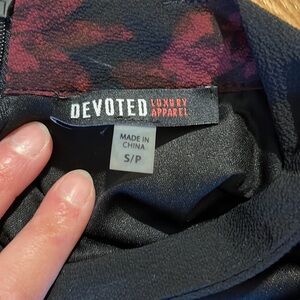 DEVOTED LUXURY
APPAREL
MADE IN
CHINA
S/P